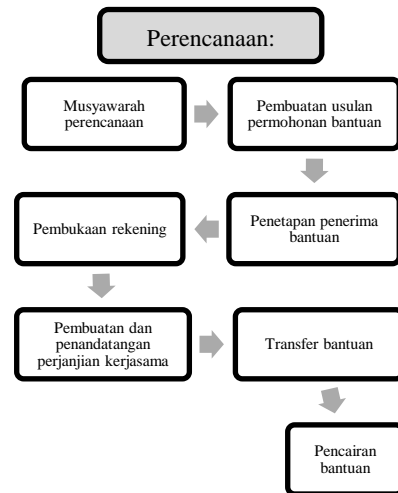 Perencanaan:
Musyawarah
perencanaan
Pembuatan usulan
permohonan bantuan
Penetapan penerima
bantuan
Pembukaan rekening
Pembuatan dan
penandatangan
perjanjian kerjasama
Transfer bantuan
Pencairan
bantuan